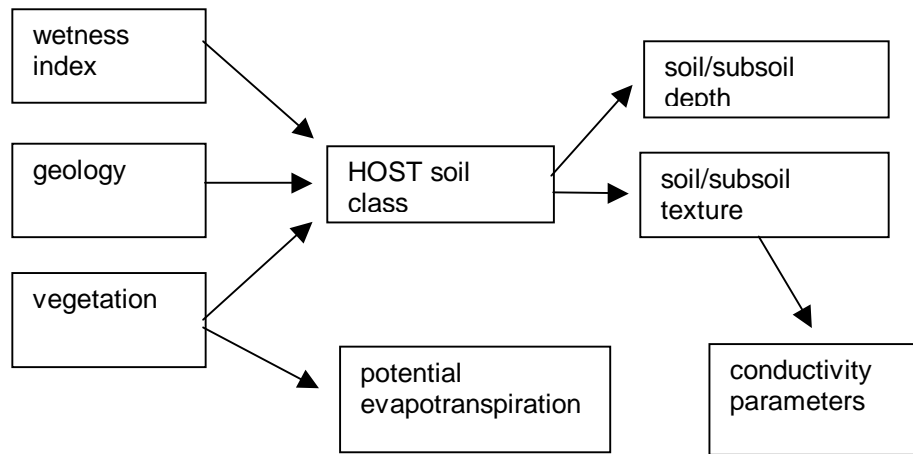 wetness
index
soil/subsoil
depth
geology
HOST soil
class
soil/subsoil
texture
vegetation
potential
evapotranspiration
conductivity
parameters